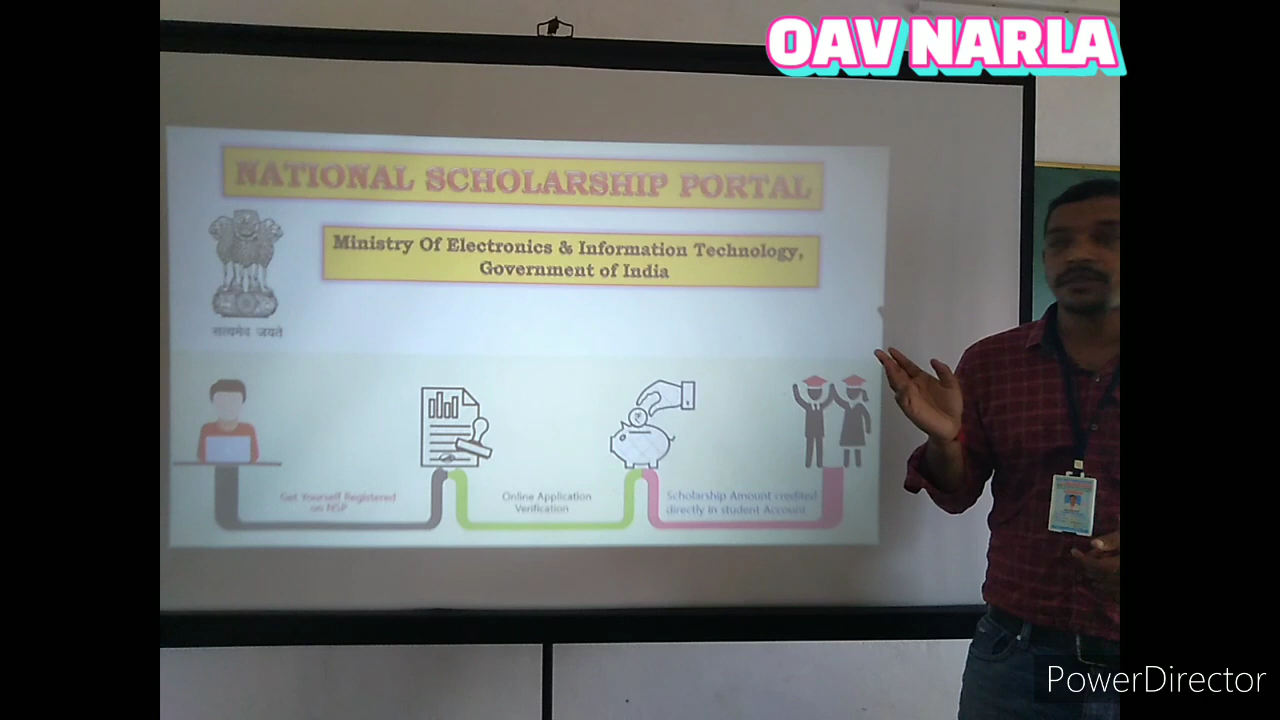 OAV NARLA
NATIONAL SCHOLARSHIP PORTAL
Ministry Of Electronics & Information Technology,
Government of India
सत्यमेव जयते
Get Yourself Registered
on NSP
Online Application
Verification
Scholarship Amount credited
directly in student Account
PowerDirector